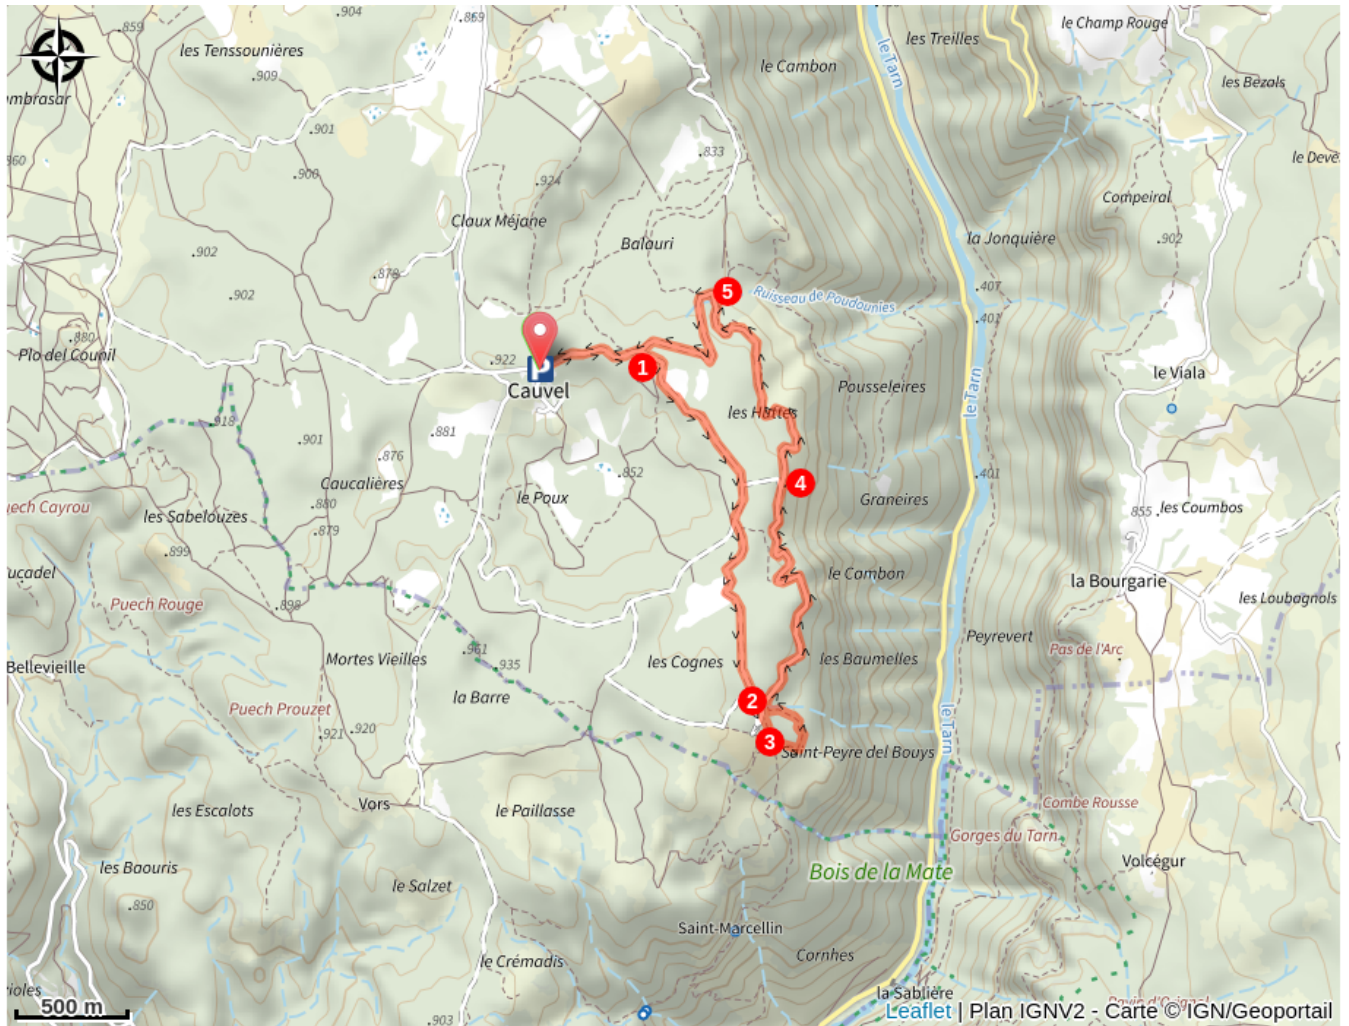 .859
.904
.869
les Tenssounières
.909
le Cambon
le Tarn
les Treilles
le Champ Rouge
les Bezals
ombrasar
.901
.833
860
.900
.924
le Deve
Claux Méjane
Compeiral
Balauri
la Jonquière
.902
.902
.878
.407
.902
5
Ruisseau de Poudounies
.401
.880
Plo del Counil
.922
P
1
Cauvel
Pousseleires
le Tarn
le Viala
les Huttes
.918
.881
.901
.876
.852
.401
Caucalières
4
le Poux
Graneires
uech Cayrou
.880
les Sabelouzes
.879
855
les Coumbos
.899
ucadel
le Cambon
la Bourgarie
Puech Rouge
.898
les Loubagnols
Peyrevert
.961
Pas de l'Arc
Bellevieille
Mortes Vieilles
.935
les Cognes
les Baumelles
la Barre
2
Puech Prouzet
.920
.921
le Tarn
3
Saint-Peyre del Bouys
Vors
les Escalots
le Paillasse
Combe Rousse
Gorges du Tarn
les Baouris
Bois de la Mate
Volcégur
le Salzet
.850
Saint-Marcellin
le Crémadis
Cornhes
ioles
la Sablière
500 m
.903
Leaflet | Plan IGNV2 - Carte © IGN/Geoportail